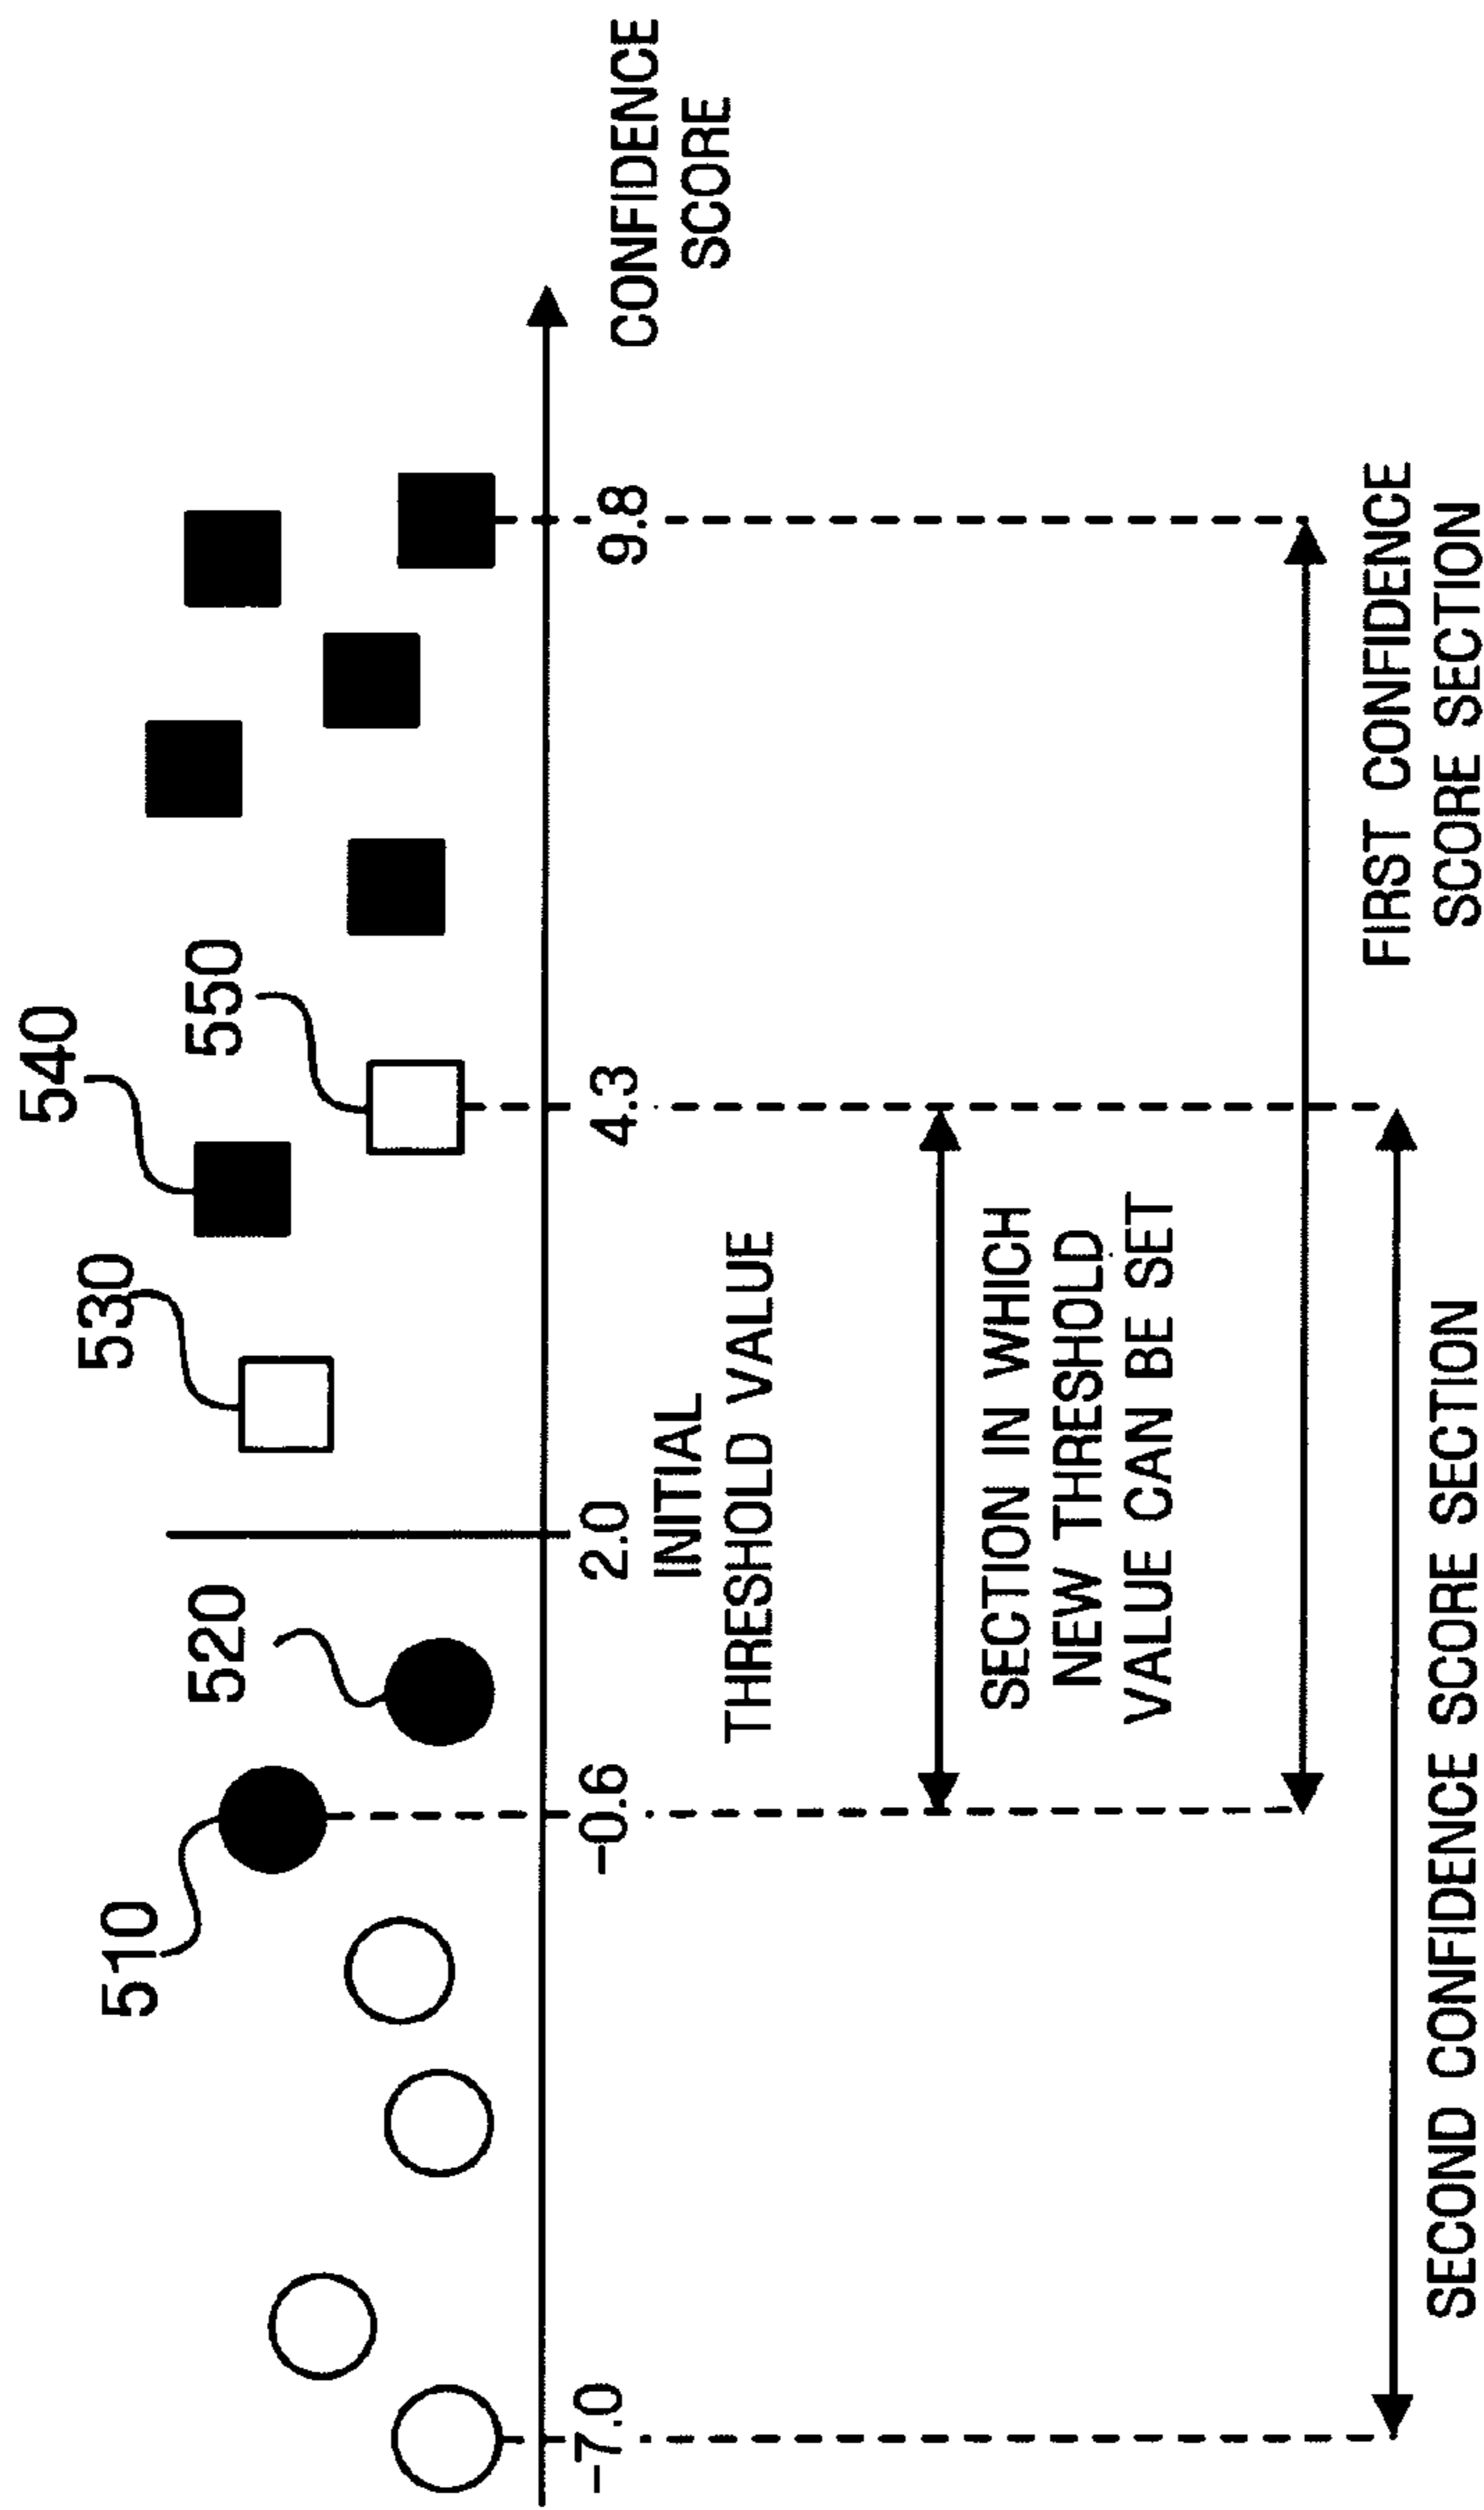 540
530
550
510
520
CONFIDENCE
SCORE
-7.0
-0.6
2.0
4.3
9.8
INITIAL
THRESHOLD VALUE
SECTION IN WHICH
NEW THRESHOLD
VALUE CAN BE SET
FIRST CONFIDENCE
SCORE SECTION
SECOND CONFIDENCE SCORE SECTION